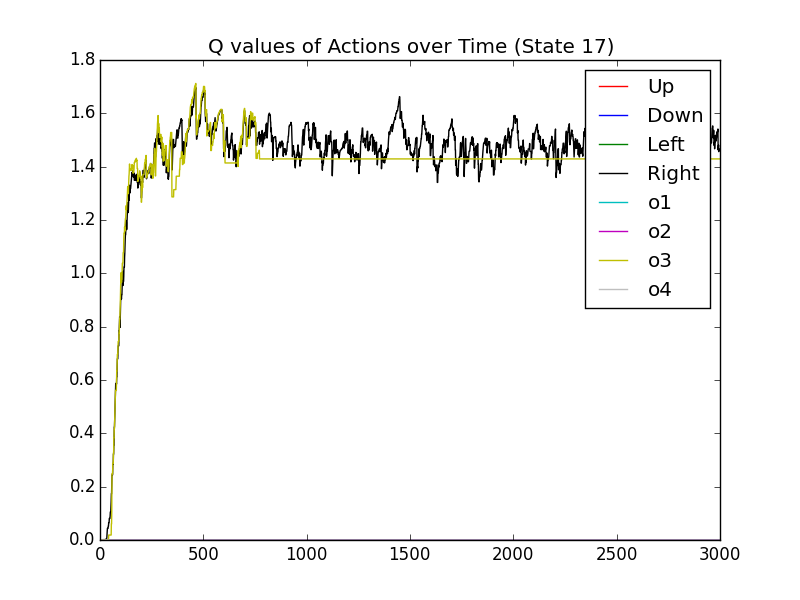 Q values of Actions over Time (State 17)
1.8
1.6
1.4
1.2
1.0
0.8
0.6
0.4
0.2
0.0
0 500 1000 1500 2000 2500 3000
Up
Down
Left
Right
o1
o2
o3
o4